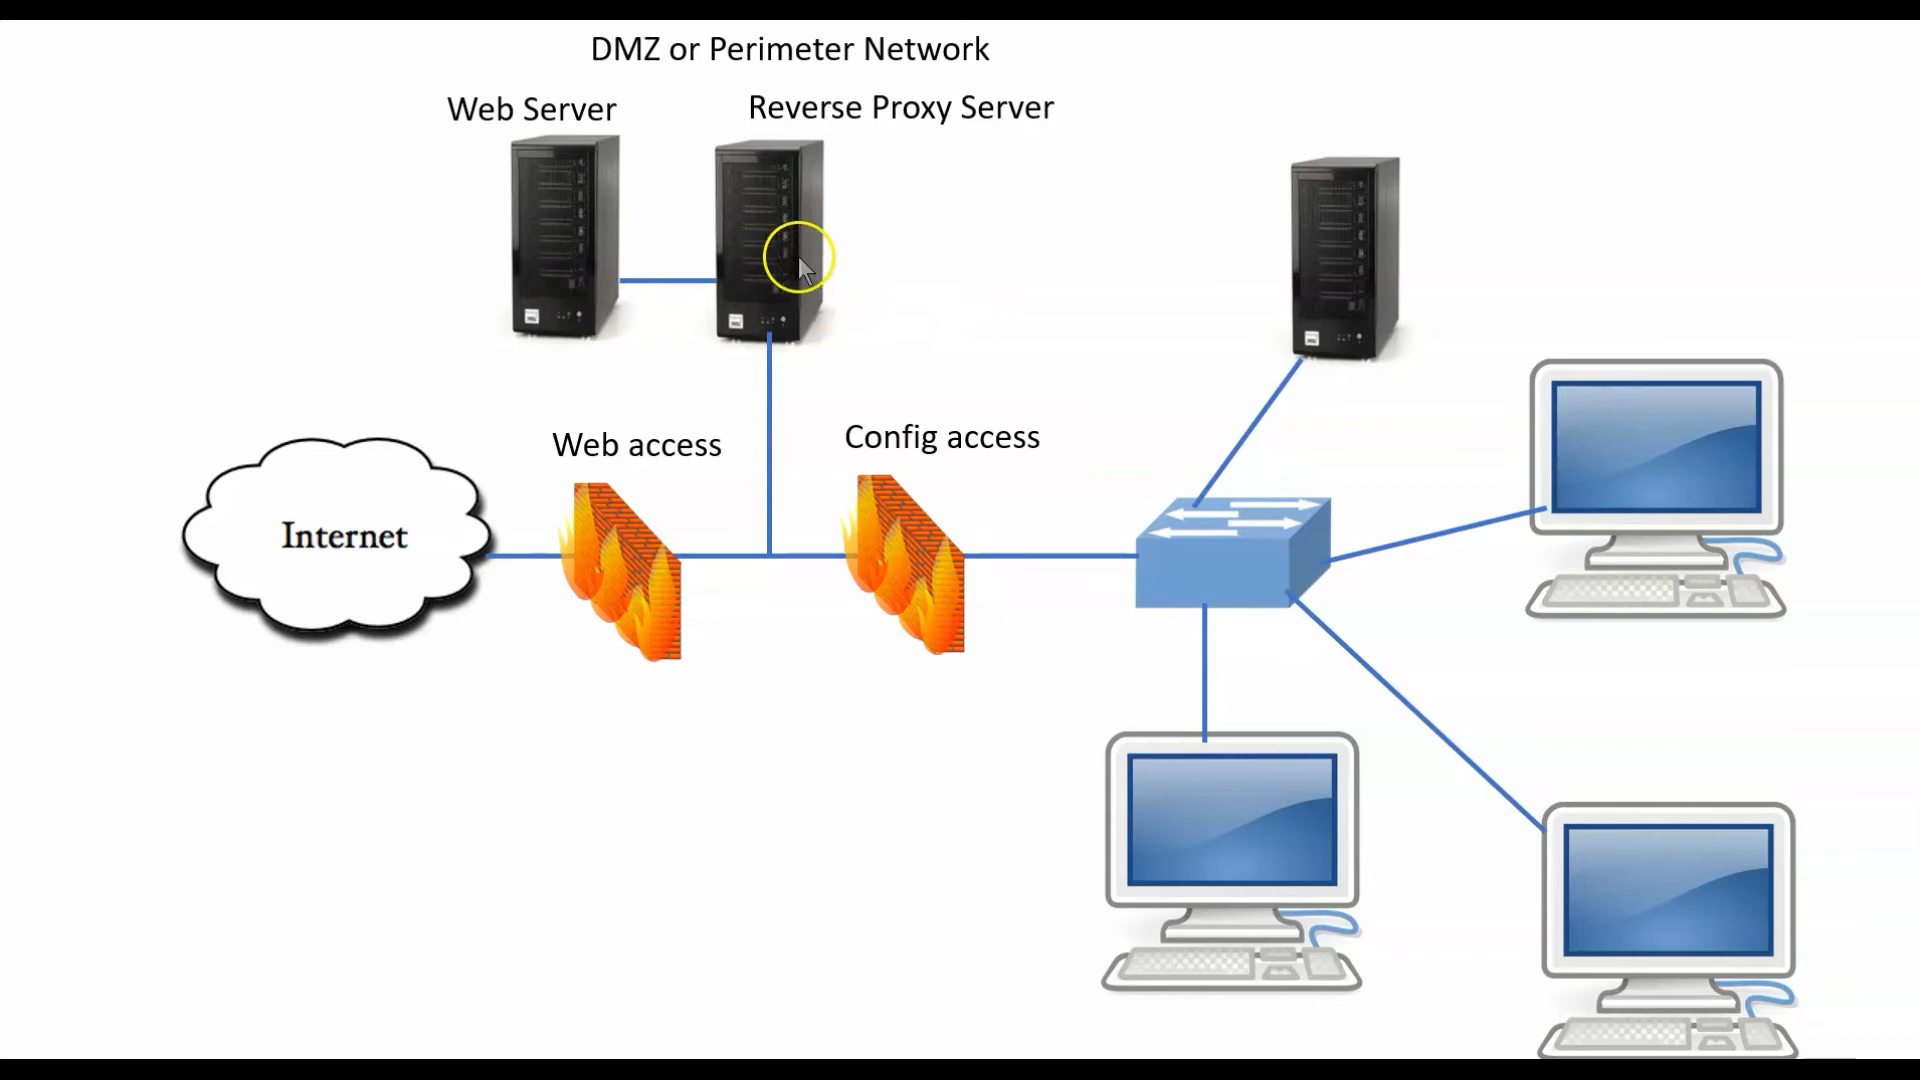 DMZ or Perimeter Network
Web Server
Reverse Proxy Server
Web access
Config access
Internet